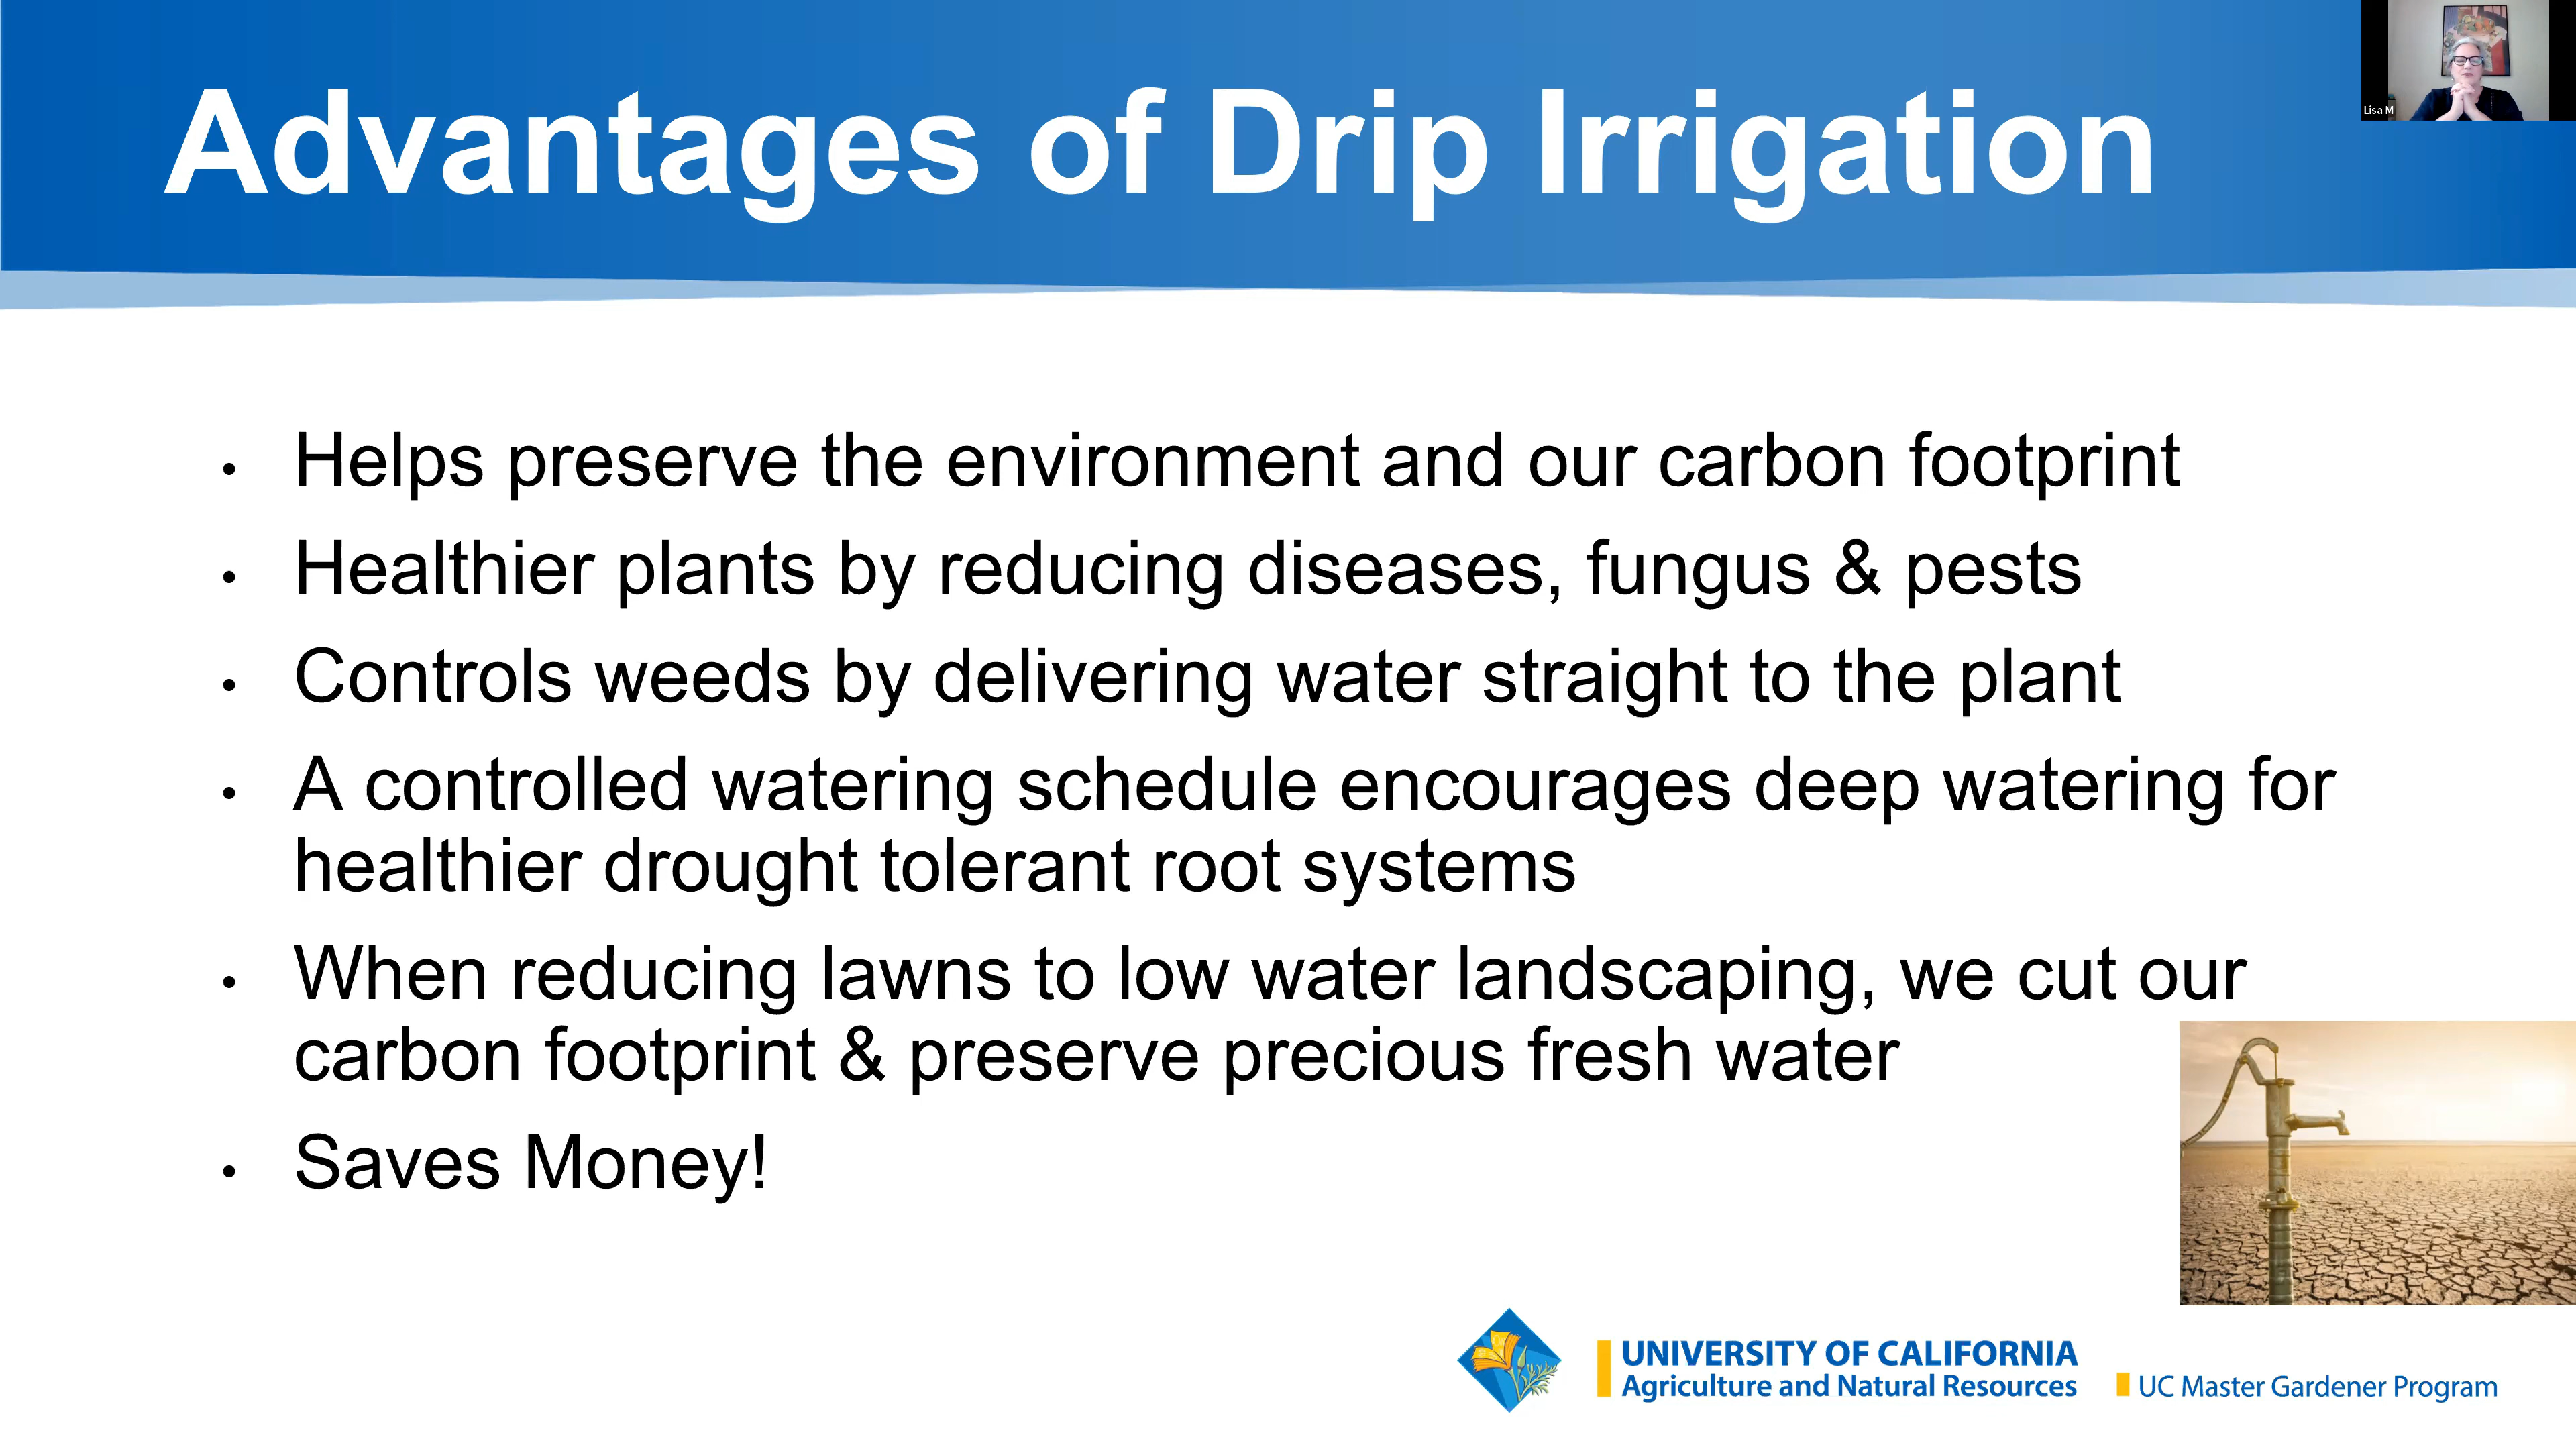 Advantages of Drip Irrigation
Lisa M
• Helps preserve the environment and our carbon footprint
• Healthier plants by reducing diseases, fungus & pests
• Controls weeds by delivering water straight to the plant
• A controlled watering schedule encourages deep watering for
healthier drought tolerant root systems
• When reducing lawns to low water landscaping, we cut our
carbon footprint & preserve precious fresh water
• Saves Money!
UNIVERSITY OF CALIFORNIA
Agriculture and Natural Resources
UC Master Gardener Program